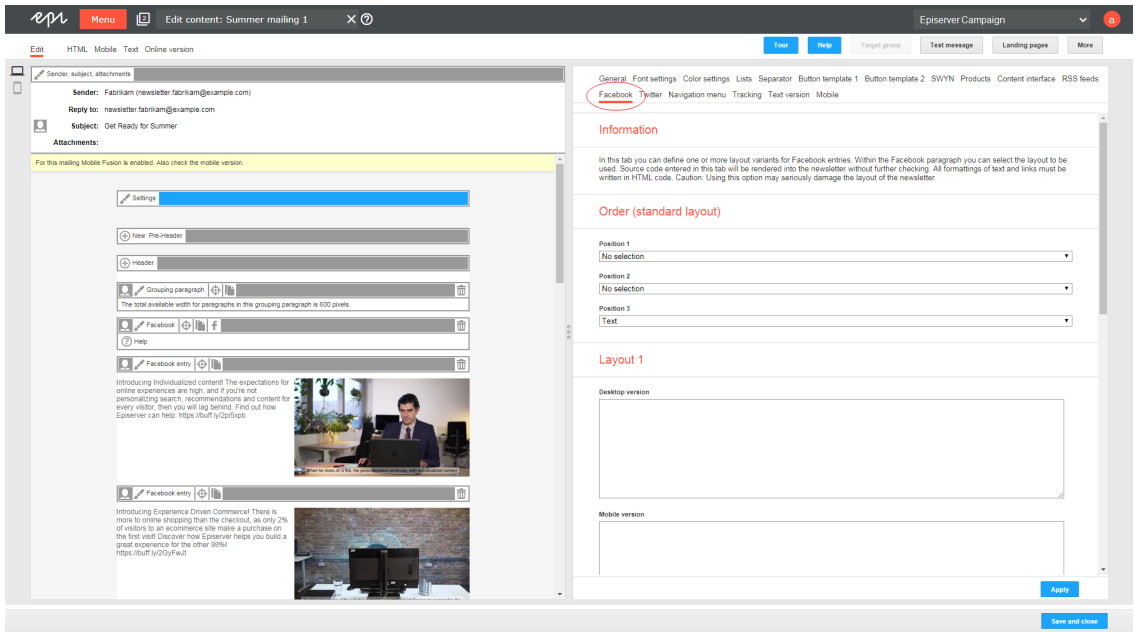 epi Menu 2 Edit content: Summer mailing 1 Episerver Campaign a
Edit HTML Mobile Text Online version Tour Help Target group Test message Landing pages More
Sender, subject, attachments
Sender: Fabrikam (newsletter.fabrikam@example.com)
Reply to: newsletter.fabrikam@example.com
Subject: Get Ready for Summer
Attachments:
For this mailing Mobile Fusion is enabled. Also check the mobile version.
Settings
New: Pre-Header
Header
Grouping paragraph
The total available width for paragraphs in this grouping paragraph is 600 pixels.
Facebook
Help
Facebook entry
Introducing Individualized content! The expectations for
online experiences are high, and if you're not
personalizing search, recommendations and content for
every visitor, then you will lag behind. Find out how
Episerver can help: https://buff.ly/2pi5xpb
When he clicks on a link, the personalization continues, with individualized content
Facebook entry
Introducing Experience Driven Commerce! There is
more to online shopping than the checkout, as only 2%
of visitors to an ecommerce site make a purchase on
the first visit! Discover how Episerver helps you build a
great experience for the other 98%!
https://buff.ly/2GyFwJt
General Font settings Color settings Lists Separator Button template 1 Button template 2 SWYN Products Content interface RSS feeds
Facebook Twitter Navigation menu Tracking Text version Mobile
Information
In this tab you can define one or more layout variants for Facebook entries. Within the Facebook paragraph you can select the layout to be
used. Source code entered in this tab will be rendered into the newsletter without further checking. All formattings of text and links must be
written in HTML code. Caution: Using this option may seriously damage the layout of the newsletter.
Order (standard layout)
Position 1
No selection
Position 2
No selection
Position 3
Text
Layout 1
Desktop version
Mobile version
Apply
Save and close